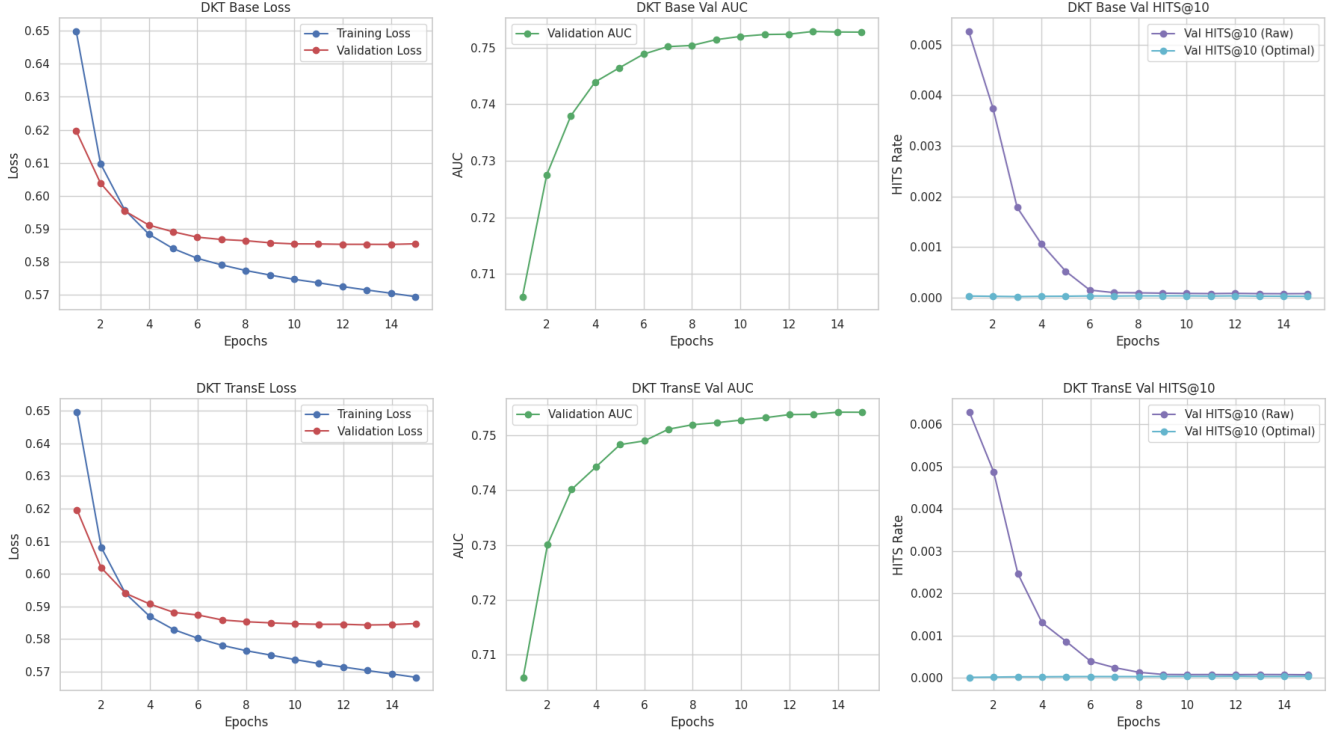 DKT Base Loss
Training Loss
Validation Loss
0.65
0.64
0.63
0.62
0.61
0.60
0.59
0.58
0.57
Loss
2 4 6 8 10 12 14
Epochs
DKT Base Val AUC
Validation AUC
0.75
0.74
0.73
0.72
0.71
AUC
2 4 6 8 10 12 14
Epochs
DKT Base Val HITS@10
Val HITS@10 (Raw)
Val HITS@10 (Optimal)
0.005
0.004
0.003
0.002
0.001
0.000
HITS Rate
2 4 6 8 10 12 14
Epochs
DKT TransE Loss
Training Loss
Validation Loss
0.65
0.64
0.63
0.62
0.61
0.60
0.59
0.58
0.57
Loss
2 4 6 8 10 12 14
Epochs
DKT TransE Val AUC
Validation AUC
0.75
0.74
0.73
0.72
0.71
AUC
2 4 6 8 10 12 14
Epochs
DKT TransE Val HITS@10
Val HITS@10 (Raw)
Val HITS@10 (Optimal)
0.006
0.005
0.004
0.003
0.002
0.001
0.000
HITS Rate
2 4 6 8 10 12 14
Epochs